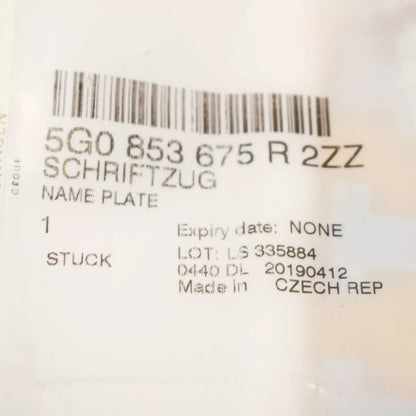 5G0 853 675 R 2ZZ
SCHRIFTZUG
NAME PLATE
1
Expiry date: NONE
STUCK
LOT: LS 335884
0440 DL 20190412
Made in CZECH REP
GROUP